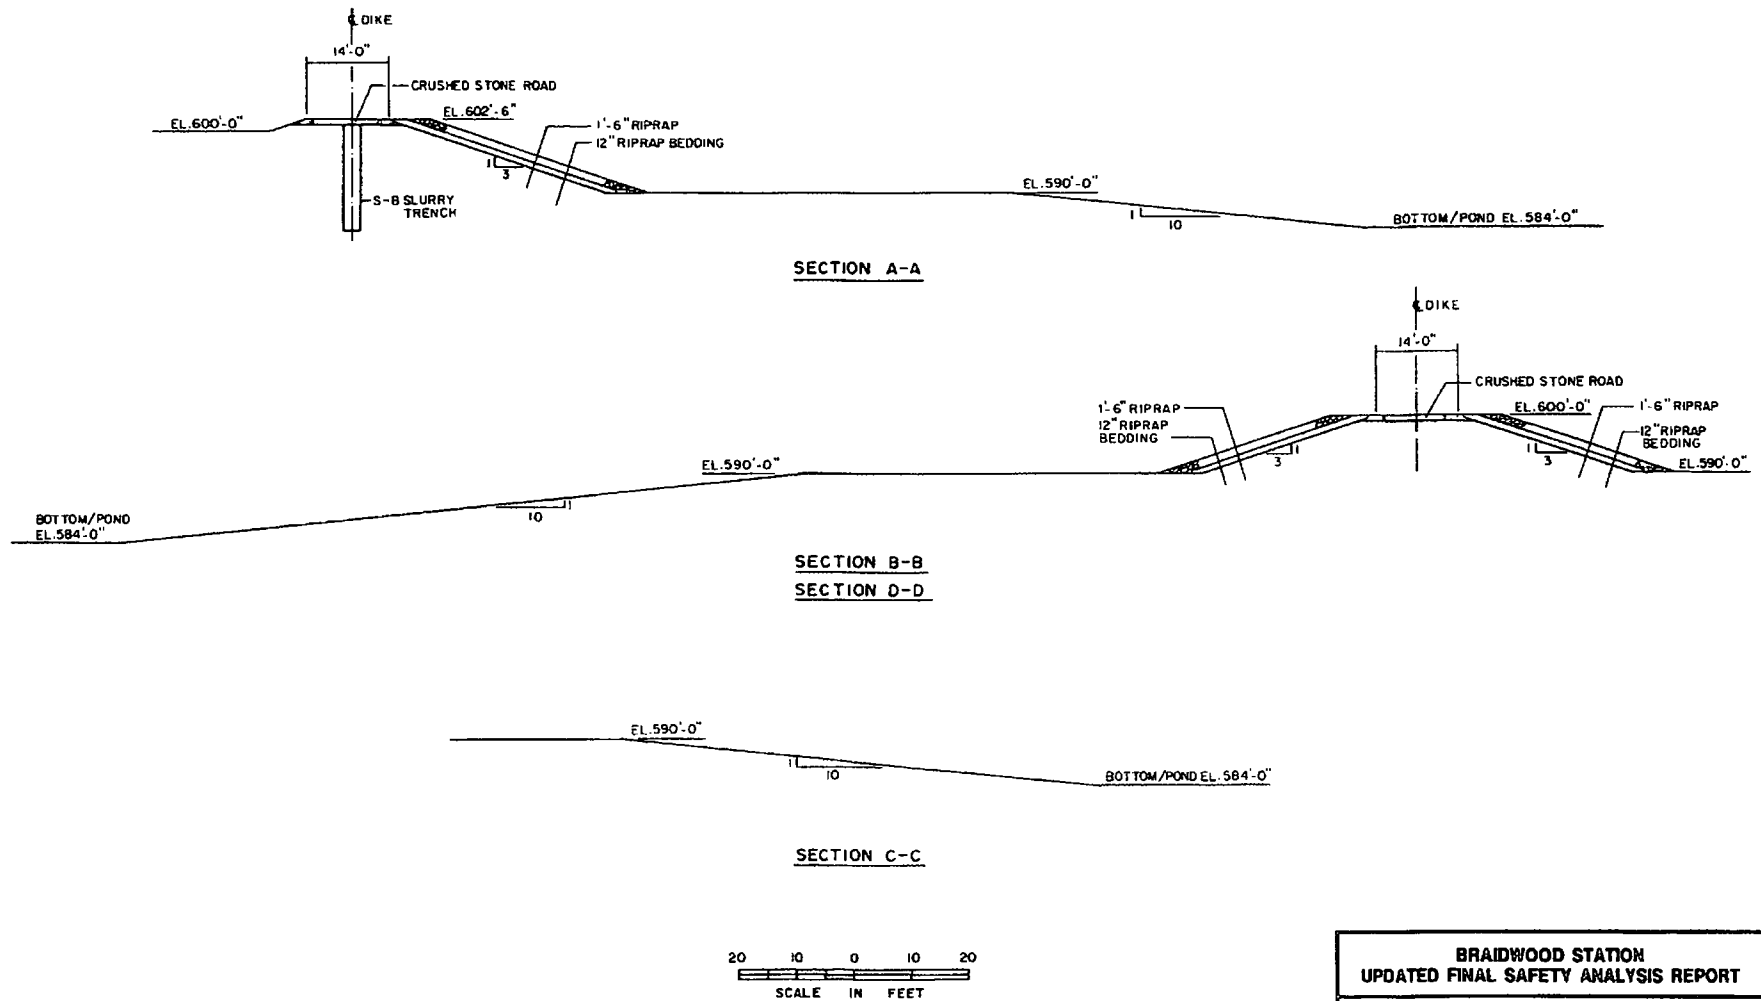 ℄ DIKE
14'-0"
CRUSHED STONE ROAD
EL.600'-0"
EL.602'-6"
1'-6" RIPRAP
12" RIPRAP BEDDING
1
3
S-B SLURRY
TRENCH
EL.590'-0"
1
10
BOTTOM/POND EL.584'-0"
SECTION A-A
℄ DIKE
14'-0"
CRUSHED STONE ROAD
1'-6" RIPRAP
12" RIPRAP
BEDDING
EL.600'-0"
1'-6" RIPRAP
12" RIPRAP
BEDDING
3
1
1
3
EL.590'-0"
EL.590'-0"
1
10
BOTTOM/POND
EL.584'-0"
SECTION B-B
SECTION D-D
EL.590'-0"
1
10
BOTTOM/POND EL.584'-0"
SECTION C-C
20 10 0 10 20
SCALE IN FEET
BRAIDWOOD STATION
UPDATED FINAL SAFETY ANALYSIS REPORT